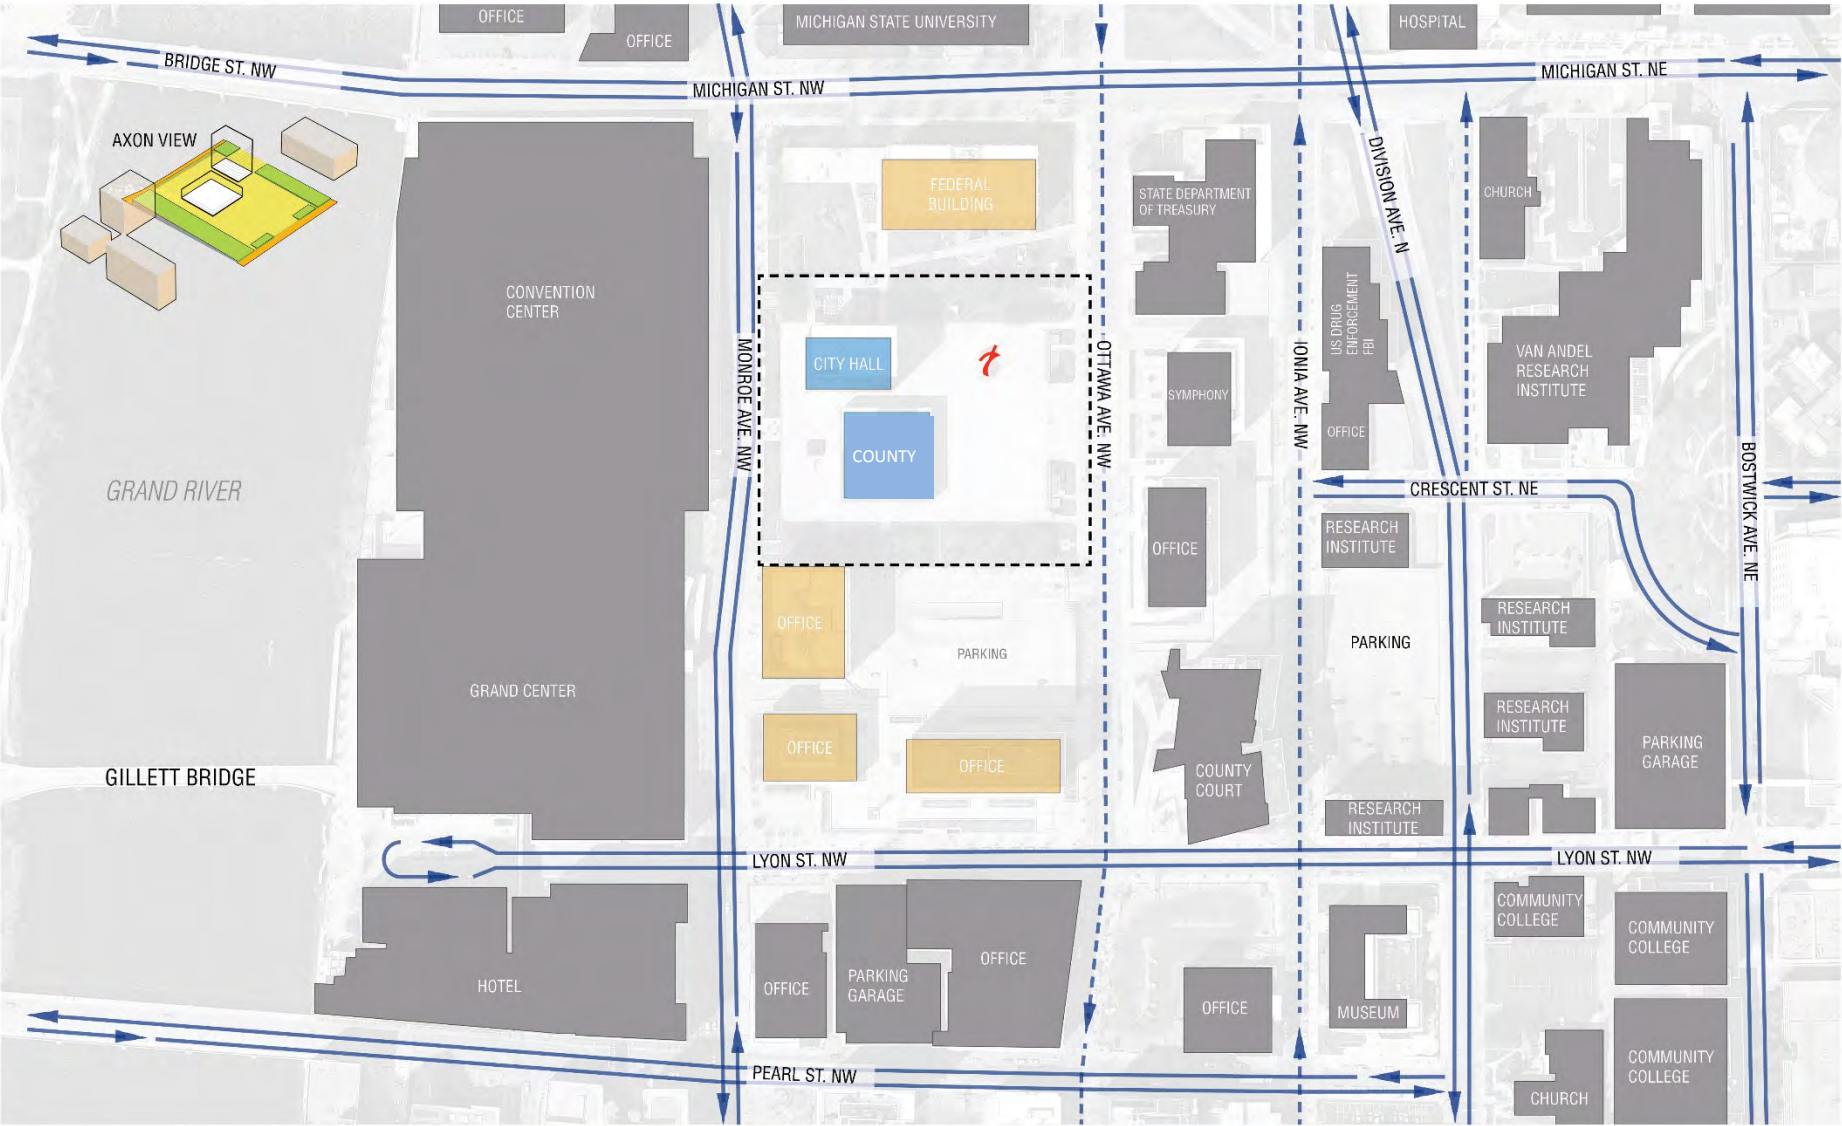 OFFICE
OFFICE
MICHIGAN STATE UNIVERSITY
HOSPITAL
BRIDGE ST. NW
MICHIGAN ST. NW
MICHIGAN ST. NE
AXON VIEW
DIVISION AVE. N
FEDERAL
BUILDING
STATE DEPARTMENT
OF TREASURY
CHURCH
CONVENTION
CENTER
MONROE AVE. NW
CITY HALL
COUNTY
OTTAWA AVE. NW
SYMPHONY
IONIA AVE. NW
US DRUG
ENFORCEMENT
FBI
OFFICE
VAN ANDEL
RESEARCH
INSTITUTE
BOSTWICK AVE. NE
GRAND RIVER
CRESCENT ST. NE
OFFICE
RESEARCH
INSTITUTE
OFFICE
PARKING
PARKING
RESEARCH
INSTITUTE
GRAND CENTER
RESEARCH
INSTITUTE
PARKING
GARAGE
GILLETT BRIDGE
OFFICE
OFFICE
COUNTY
COURT
RESEARCH
INSTITUTE
LYON ST. NW
LYON ST. NW
HOTEL
OFFICE
PARKING
GARAGE
OFFICE
OFFICE
MUSEUM
COMMUNITY
COLLEGE
COMMUNITY
COLLEGE
PEARL ST. NW
CHURCH
COMMUNITY
COLLEGE